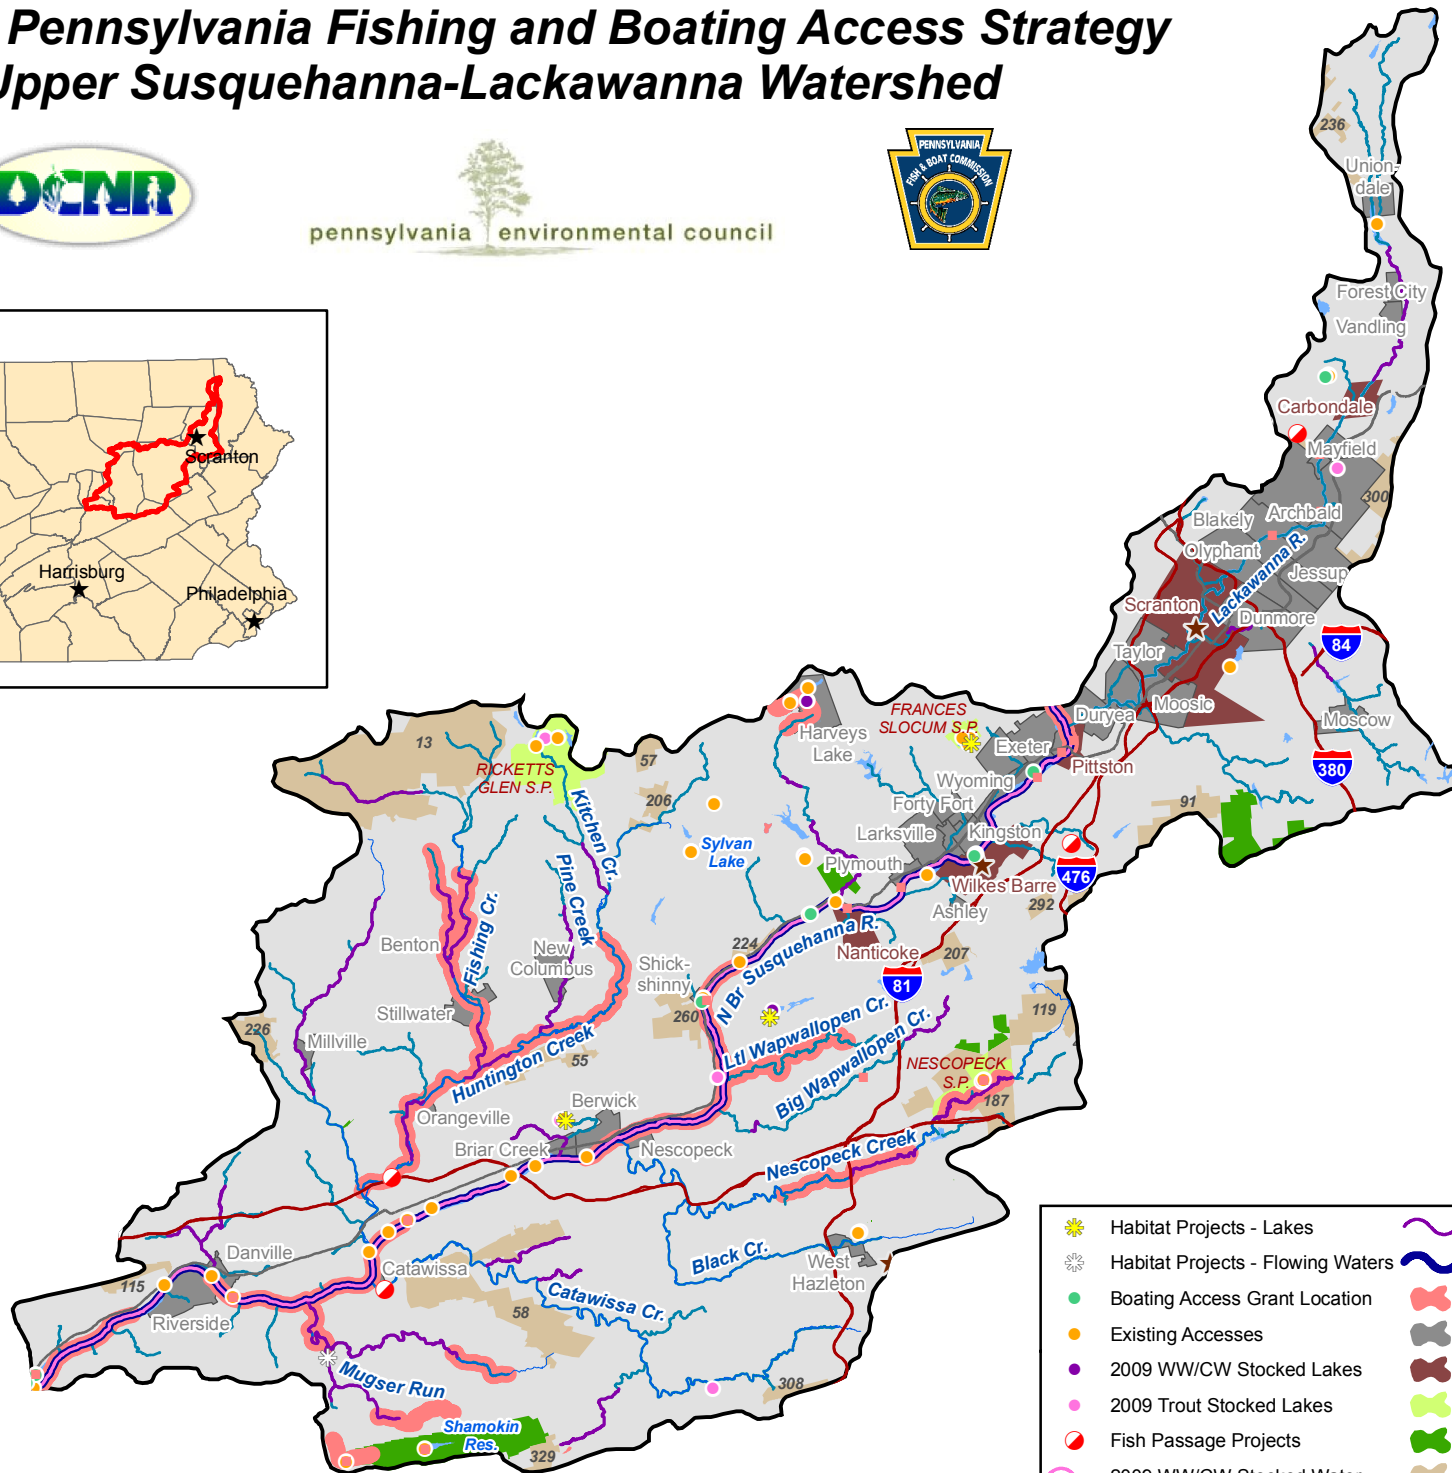 Pennsylvania Fishing and Boating Access Strategy
Upper Susquehanna-Lackawanna Watershed
DCNR
pennsylvania environmental council
PENNSYLVANIA
FISH & BOAT COMMISSION
Scranton
Harrisburg
Philadelphia
236
Union-
dale
Forest City
Vandling
Carbondale
Mayfield
300
Blakely
Archbald
Olyphant
Lackawanna R.
Jessup
Scranton
Dunmore
84
Taylor
Moosic
Moscow
Duryea
380
FRANCES
SLOCUM S.P.
Exeter
Pittston
Harveys
Lake
Wyoming
91
Forty Fort
Larksville
Kingston
13
RICKETTS
GLEN S.P.
57
206
Kitchen Cr.
Sylvan
Lake
Pine Creek
Plymouth
476
Wilkes Barre
292
Ashley
Benton
Fishing Cr.
New
Columbus
224
N Br Susquehanna R.
Nanticoke
207
Shick-
shinny
81
Stillwater
260
119
226
Millville
Ltl Wapwallopen Cr.
Big Wapwallopen Cr.
NESCOPECK
S.P.
187
Huntington Creek
55
Orangeville
Berwick
Briar Creek
Nescopeck
Nescopeck Creek
Danville
115
Riverside
Catawissa
Black Cr.
West
Hazleton
58
Catawissa Cr.
Mugser Run
308
Shamokin
Res.
329
Habitat Projects - Lakes
Habitat Projects - Flowing Waters
Boating Access Grant Location
Existing Accesses
2009 WW/CW Stocked Lakes
2009 Trout Stocked Lakes
Fish Passage Projects
2009 WW/CW Stocked Water